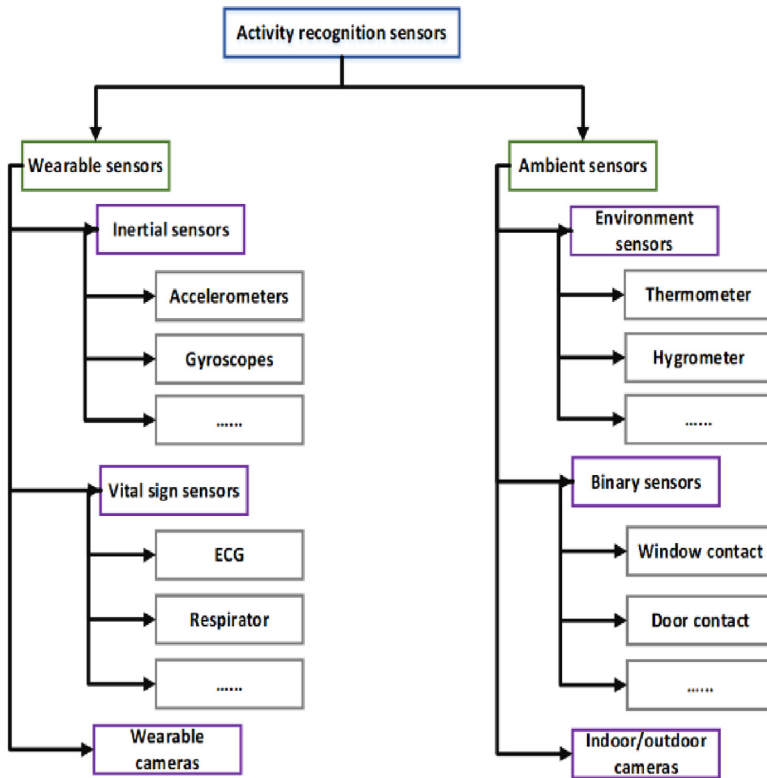 Activity recognition sensors
Wearable sensors
Inertial sensors
Accelerometers
Gyroscopes
......
Vital sign sensors
ECG
Respirator
......
Wearable
cameras
Ambient sensors
Environment
sensors
Thermometer
Hygrometer
......
Binary sensors
Window contact
Door contact
......
Indoor/outdoor
cameras